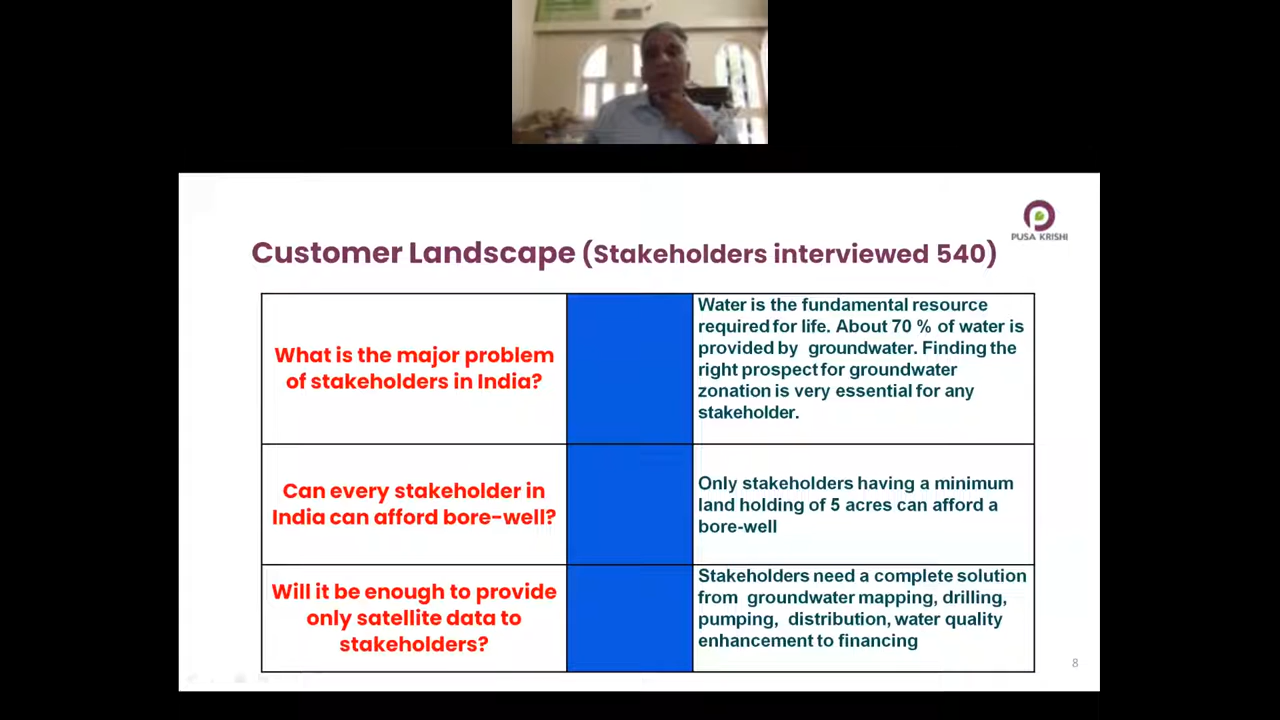 PUSA KRISHI
Customer Landscape (Stakeholders interviewed 540)
What is the major problem
of stakeholders in India?
Water is the fundamental resource
required for life. About 70 % of water is
provided by groundwater. Finding the
right prospect for groundwater
zonation is very essential for any
stakeholder.
Can every stakeholder in
India can afford bore-well?
Only stakeholders having a minimum
land holding of 5 acres can afford a
bore-well
Will it be enough to provide
only satellite data to
stakeholders?
Stakeholders need a complete solution
from groundwater mapping, drilling,
pumping, distribution, water quality
enhancement to financing
8